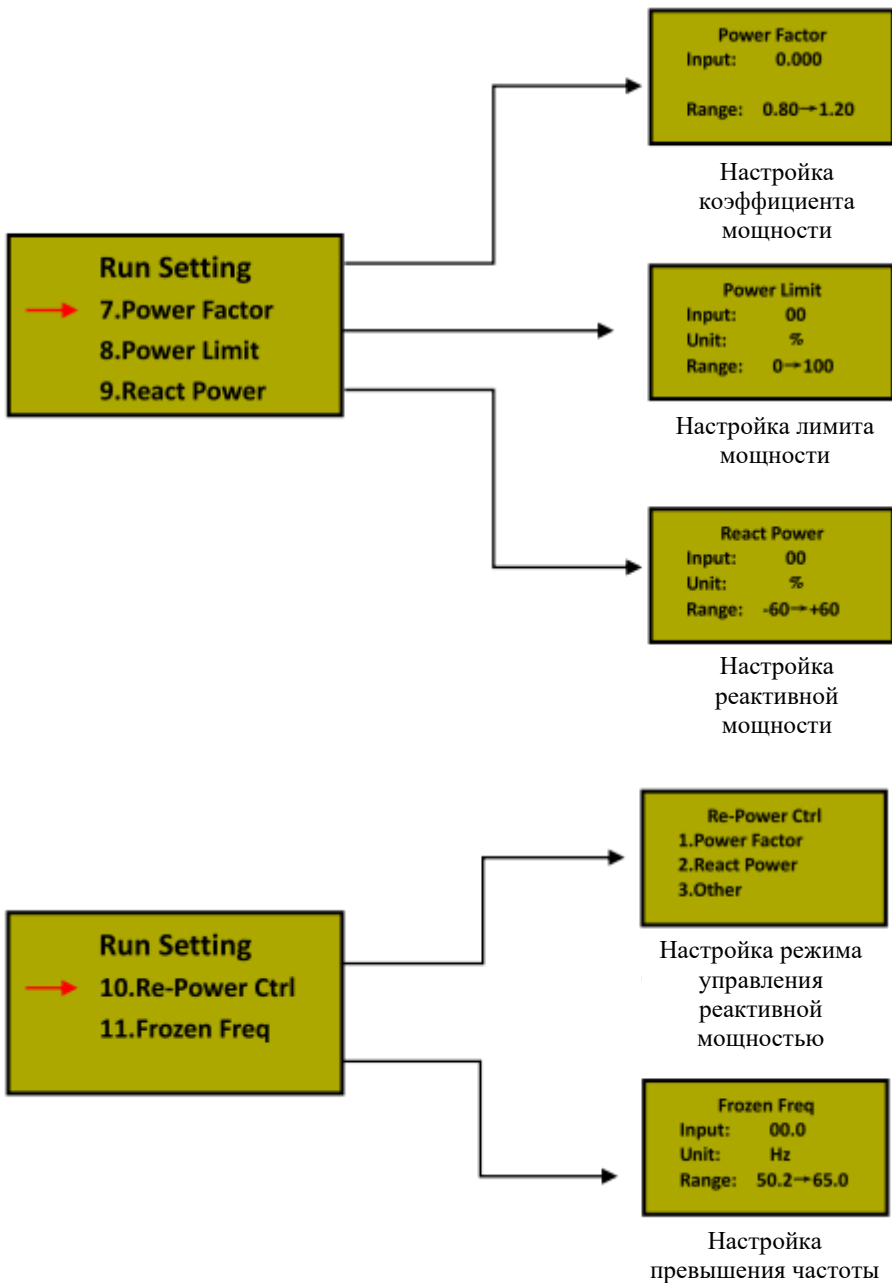 Power Factor
Input: 0.000
Range: 0.80→1.20
Настройка
коэффициента
мощности
Run Setting
7.Power Factor
8.Power Limit
9.React Power
Power Limit
Input: 00
Unit: %
Range: 0→100
Настройка лимита
мощности
React Power
Input: 00
Unit: %
Range: -60→+60
Настройка
реактивной
мощности
Re-Power Ctrl
1.Power Factor
2.React Power
3.Other
Настройка режима
управления
реактивной
мощностью
Run Setting
10.Re-Power Ctrl
11.Frozen Freq
Frozen Freq
Input: 00.0
Unit: Hz
Range: 50.2→65.0
Настройка
превышения частоты